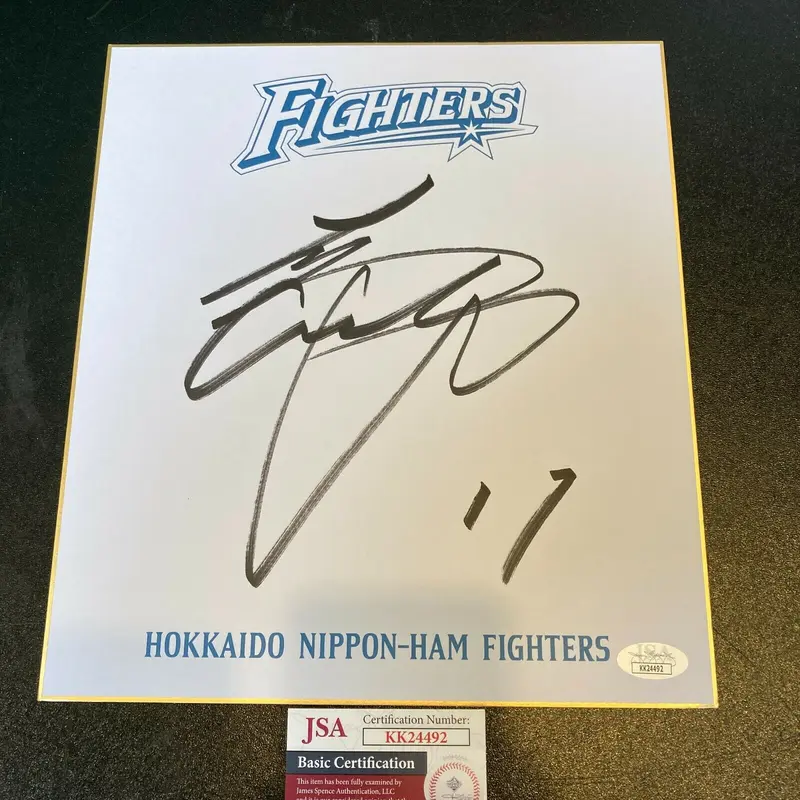 FIGHTERS
17
HOKKAIDO NIPPON-HAM FIGHTERS
JSA
KK24492
JSA
Certification Number:
KK24492
Basic Certification
This item has been fully examined by
James Spence Authentication, LLC